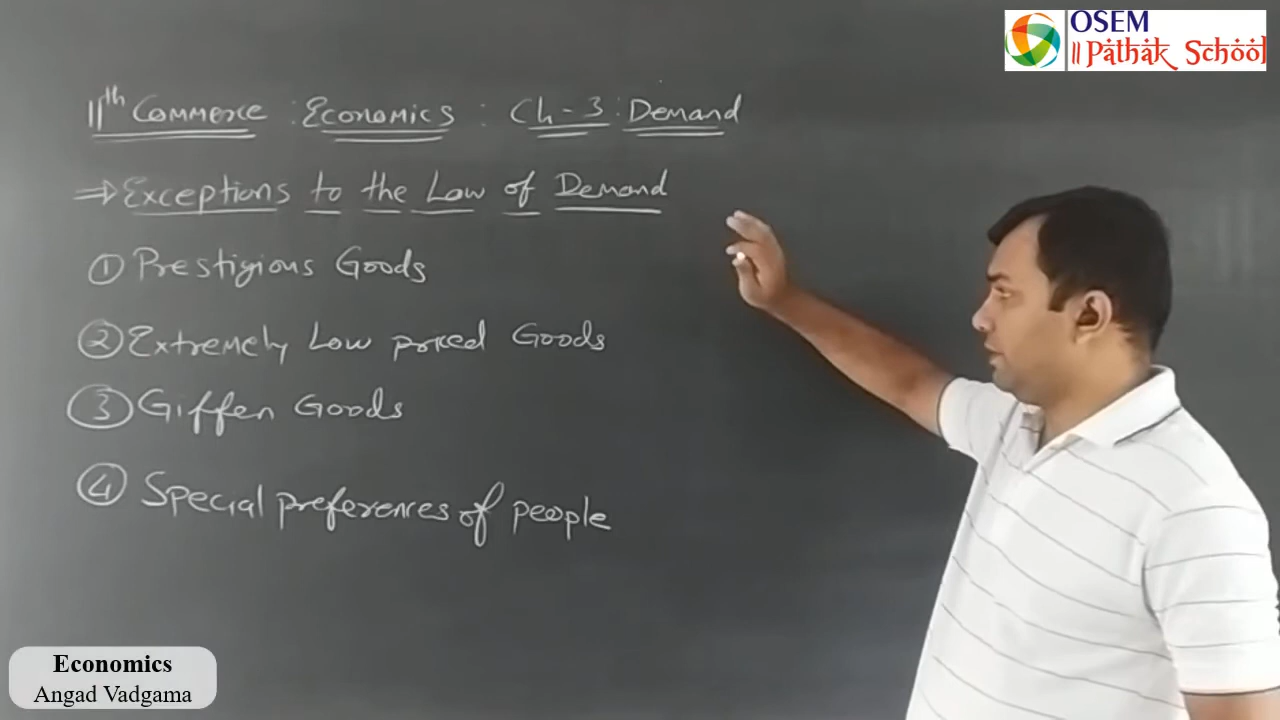 OSEM
॥ Pathak School
11th Commerce : Economics : Ch-3 : Demand
⇒ Exceptions to the Law of Demand
① Prestigious Goods
② Extremely Low priced Goods
③ Giffen Goods
④ Special preferences of people
Economics
Angad Vadgama